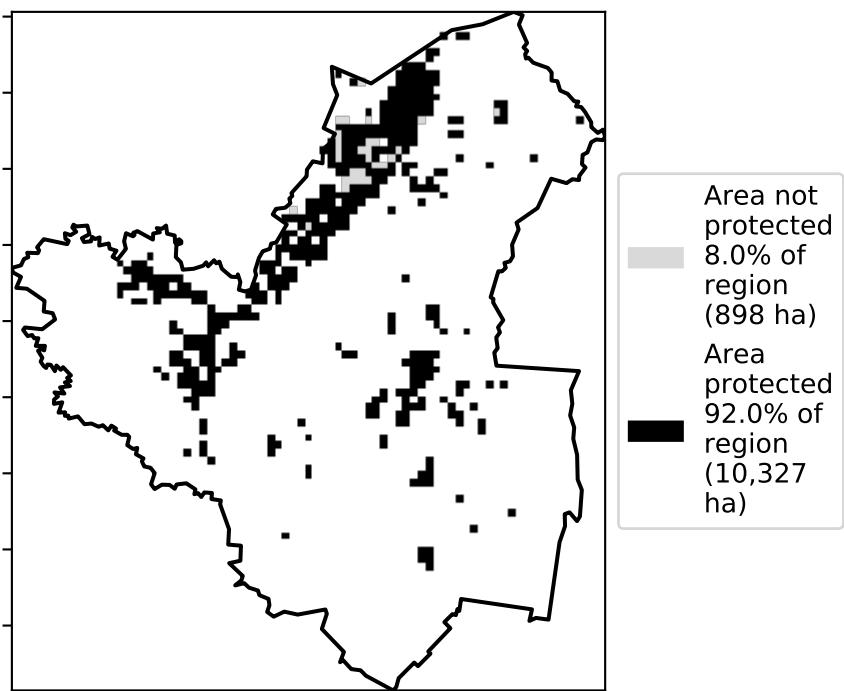 Area not
protected
8.0% of
region
(898 ha)
Area
protected
92.0% of
region
(10,327
ha)